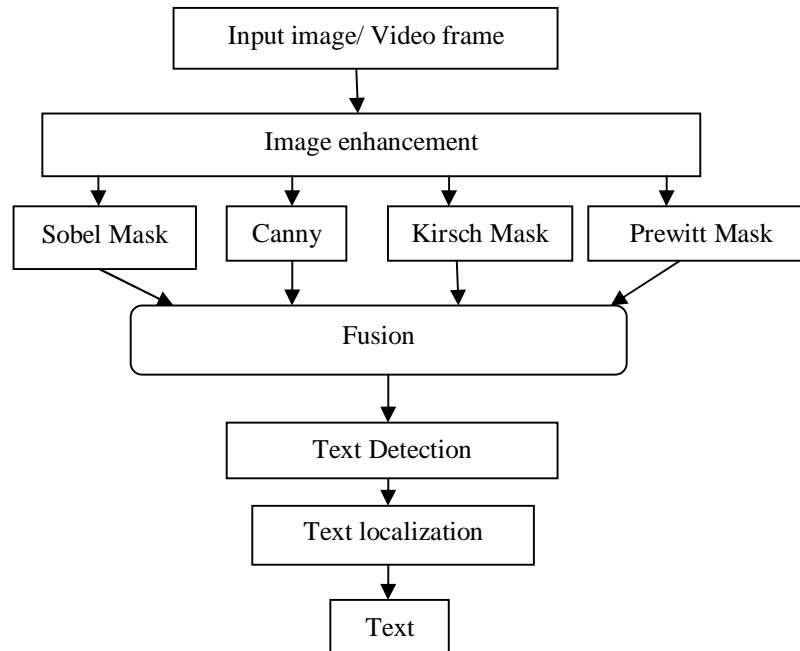 Input image/ Video frame
Image enhancement
Sobel Mask
Canny
Kirsch Mask
Prewitt Mask
Fusion
Text Detection
Text localization
Text